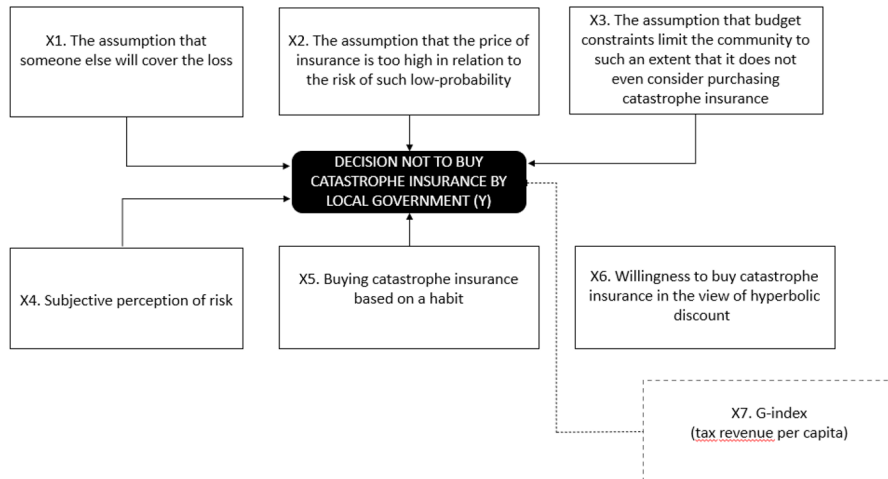 X1. The assumption that
someone else will cover the loss
X2. The assumption that the price of
insurance is too high in relation to
the risk of such low-probability
X3. The assumption that budget
constraints limit the community to
such an extent that it does not
even consider purchasing
catastrophe insurance
DECISION NOT TO BUY
CATASTROPHE INSURANCE BY
LOCAL GOVERNMENT (Y)
X4. Subjective perception of risk
X5. Buying catastrophe insurance
based on a habit
X6. Willingness to buy catastrophe
insurance in the view of hyperbolic
discount
X7. G-index
(tax revenue per capita)